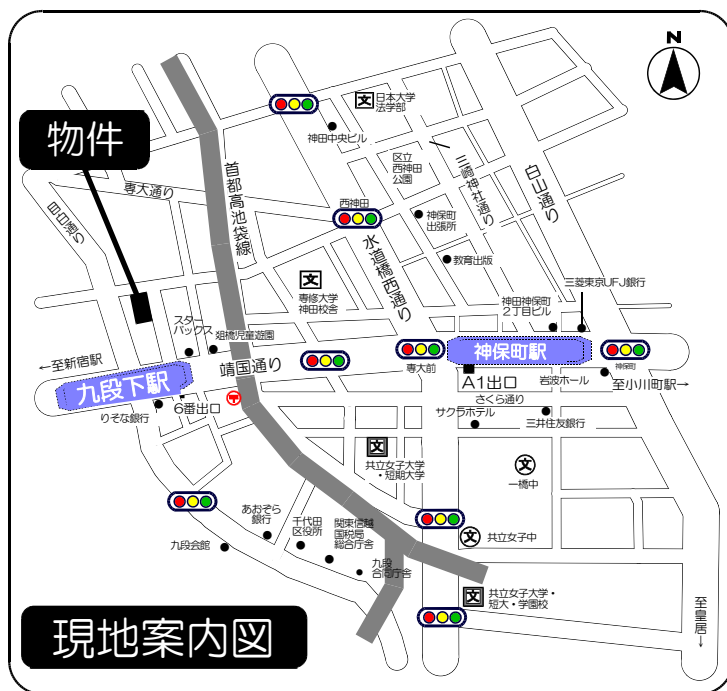 N
日本大学
法学部
神田中央ビル
物件
区立
西神田
公園
三崎神社通り
白山通り
首都高池袋線
専大通り
目白通り
西神田
神保町
出張所
水道橋西通り
教育出版
専修大学
神田校舎
三菱東京UFJ銀行
神田神保町
2丁目ビル
スター
バックス
俎橋児童遊園
神保町駅
専大前
神保町
←至新宿駅
靖国通り
九段下駅
A1出口
岩波ホール
至小川町駅→
さくら通り
6番出口
りそな銀行
サクラホテル
三井住友銀行
共立女子大学
・短期大学
一橋中
あおぞら
銀行
千代田
区役所
関東信越
国税局
総合庁舎
九段会館
共立女子中
九段
合同庁舎
共立女子大学・
短大・学園校
至皇居→
現地案内図
文
文
文
文
文
文
〒